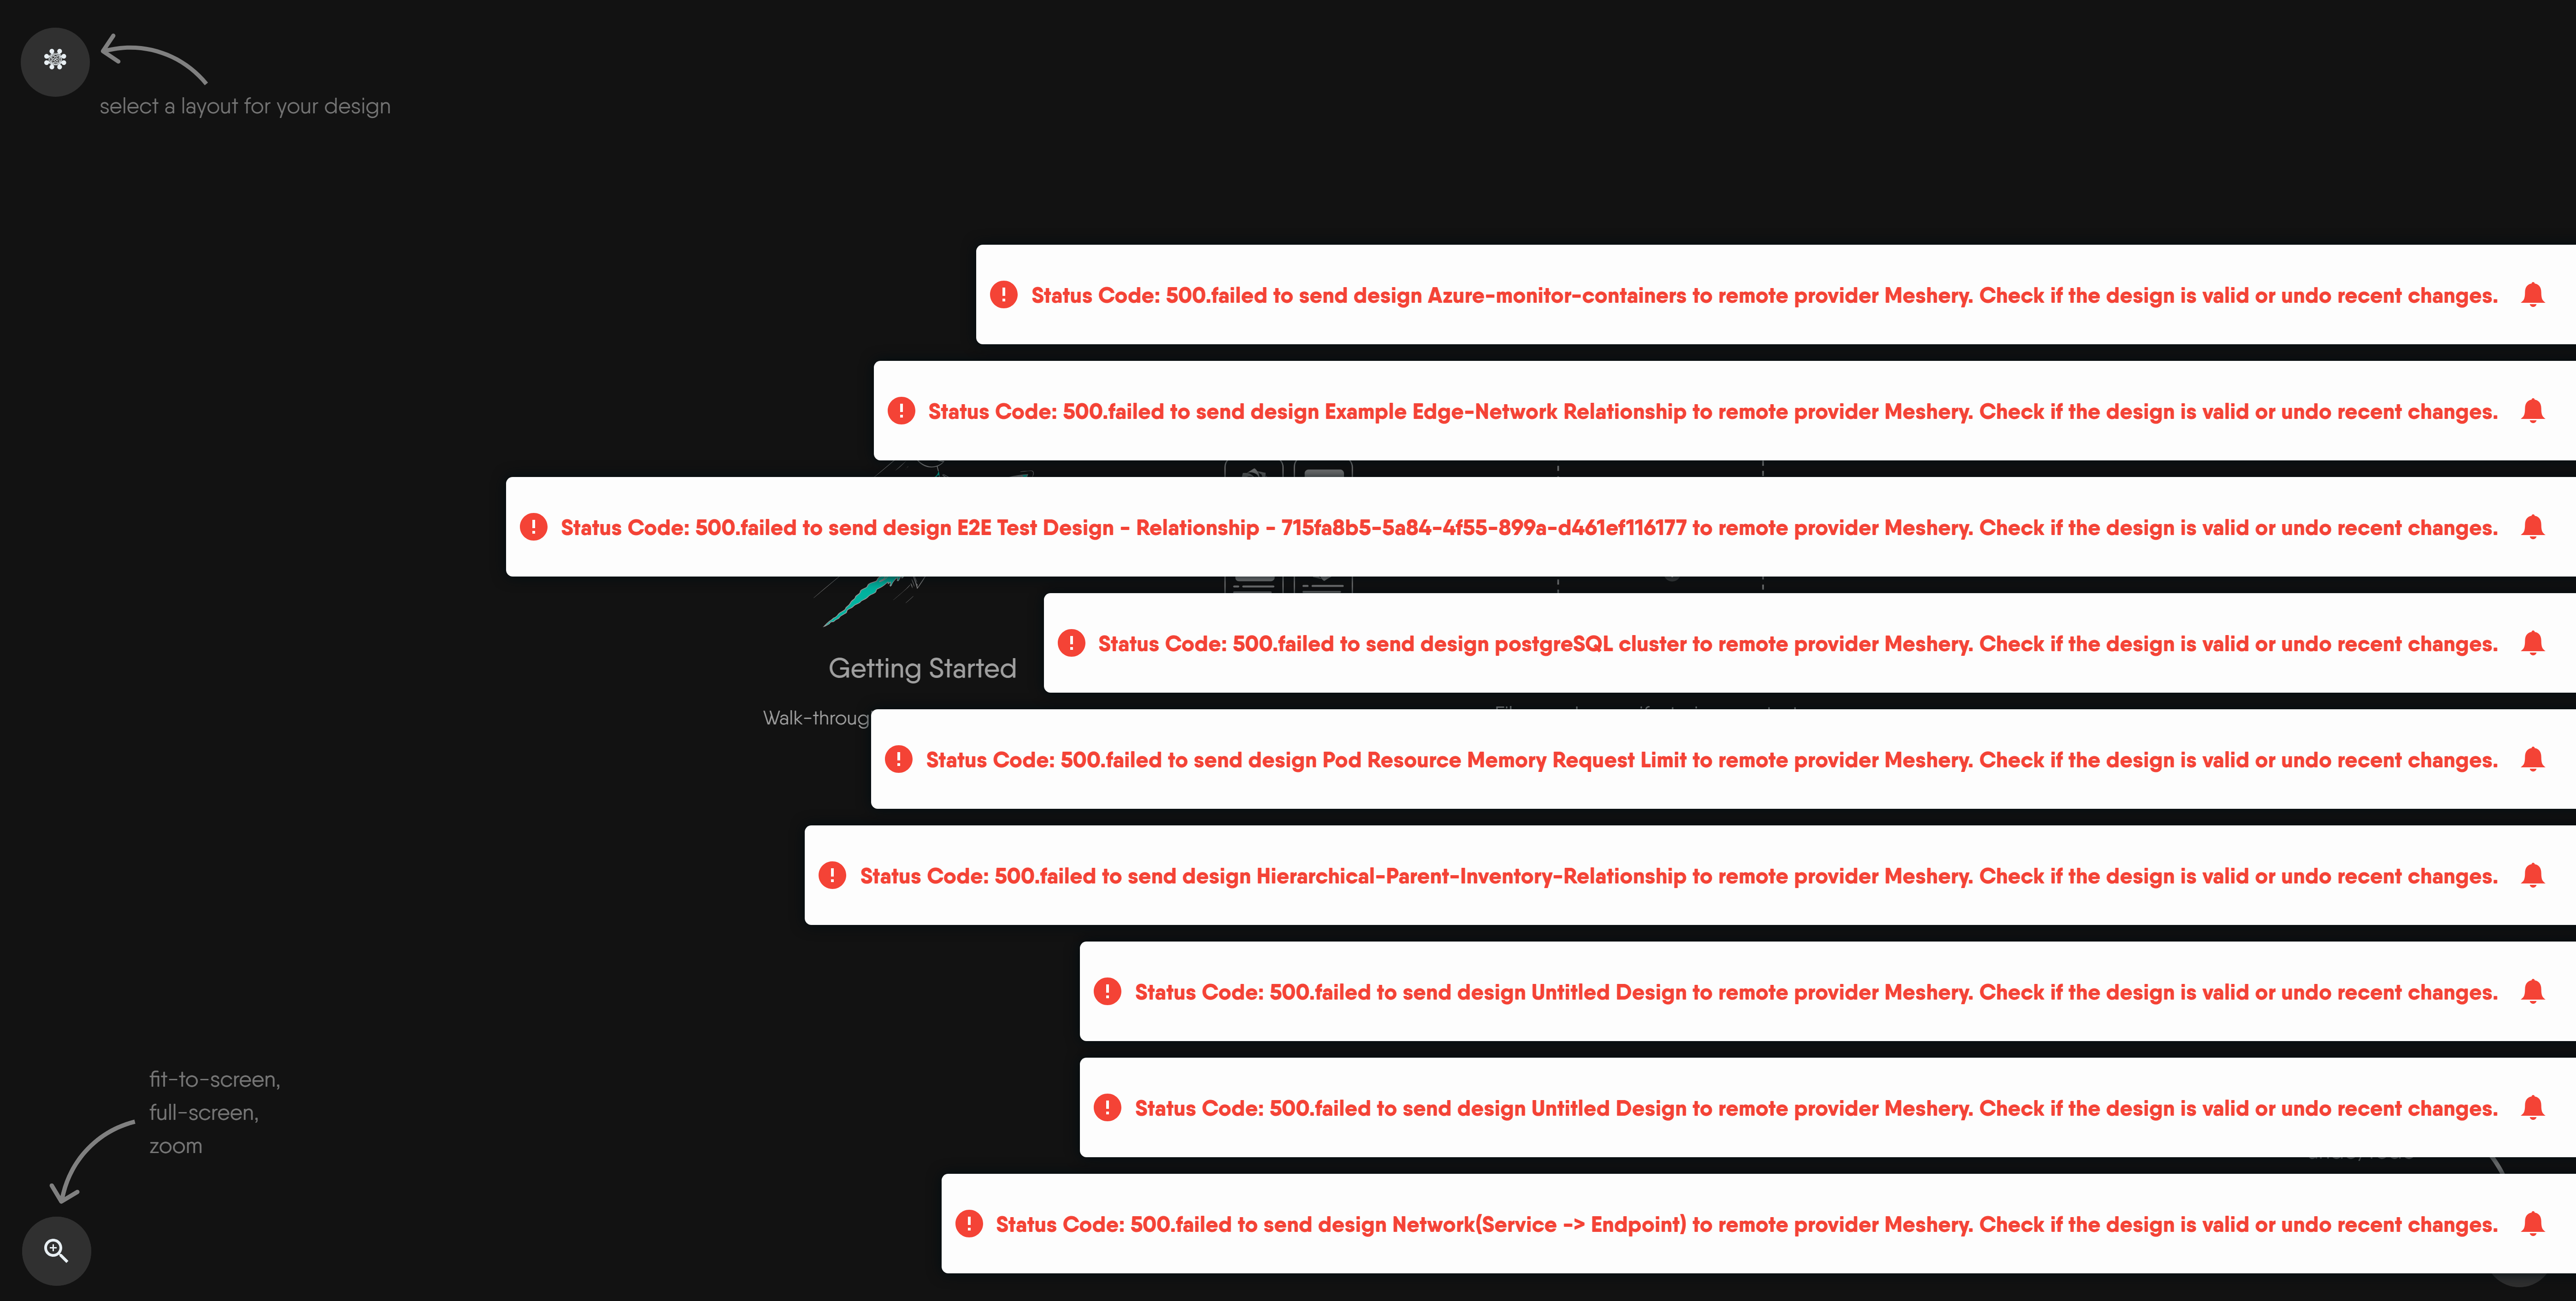 select a layout for your design
Status Code: 500.failed to send design Azure-monitor-containers to remote provider Meshery. Check if the design is valid or undo recent changes.
Status Code: 500.failed to send design Example Edge-Network Relationship to remote provider Meshery. Check if the design is valid or undo recent changes.
Status Code: 500.failed to send design E2E Test Design - Relationship - 715fa8b5-5a84-4f55-899a-d461ef116177 to remote provider Meshery. Check if the design is valid or undo recent changes.
Status Code: 500.failed to send design postgreSQL cluster to remote provider Meshery. Check if the design is valid or undo recent changes.
Getting Started
Walk-throug
Status Code: 500.failed to send design Pod Resource Memory Request Limit to remote provider Meshery. Check if the design is valid or undo recent changes.
Status Code: 500.failed to send design Hierarchical-Parent-Inventory-Relationship to remote provider Meshery. Check if the design is valid or undo recent changes.
Status Code: 500.failed to send design Untitled Design to remote provider Meshery. Check if the design is valid or undo recent changes.
Status Code: 500.failed to send design Untitled Design to remote provider Meshery. Check if the design is valid or undo recent changes.
fit-to-screen,
full-screen,
zoom
Status Code: 500.failed to send design Network(Service -> Endpoint) to remote provider Meshery. Check if the design is valid or undo recent changes.